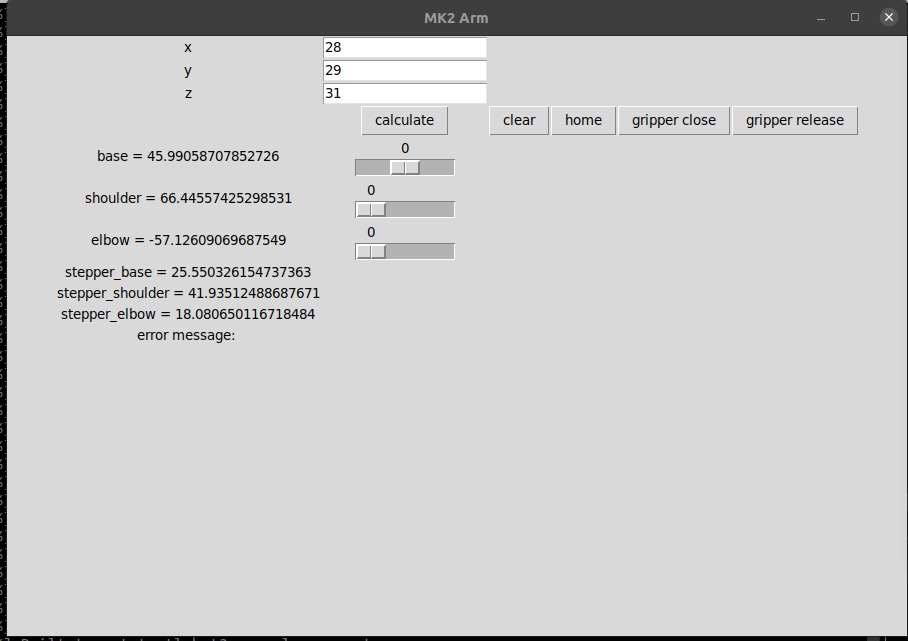 MK2 Arm
x 28
y 29
z 31
calculate clear home gripper close gripper release
0
base = 45.99058707852726
0
shoulder = 66.44557425298531
0
elbow = -57.12609069687549
stepper_base = 25.550326154737363
stepper_shoulder = 41.93512488687671
stepper_elbow = 18.080650116718484
error message: